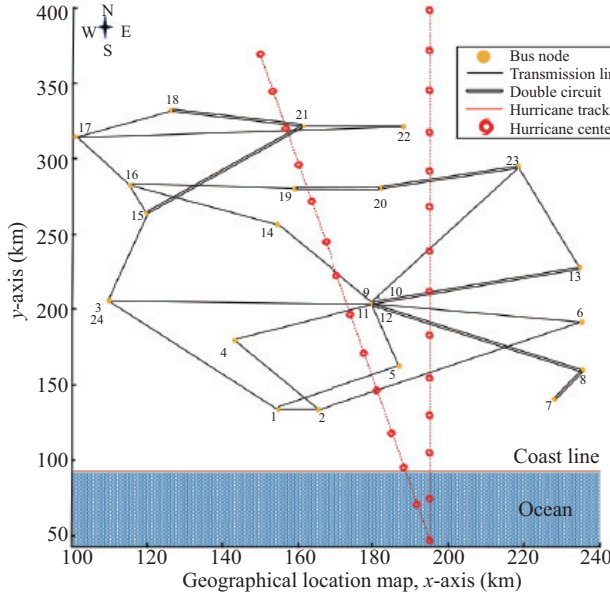 N
W E
S
400
350
300
250
200
150
100
50
y-axis (km)
Bus node
Transmission lin
Double circuit
Hurricane track
Hurricane cente
17
18
21
22
23
16
15
19
20
14
3
24
9
10
11
12
13
6
4
5
8
7
1
2
Coast line
Ocean
100 120 140 160 180 200 220 240
Geographical location map, x-axis (km)